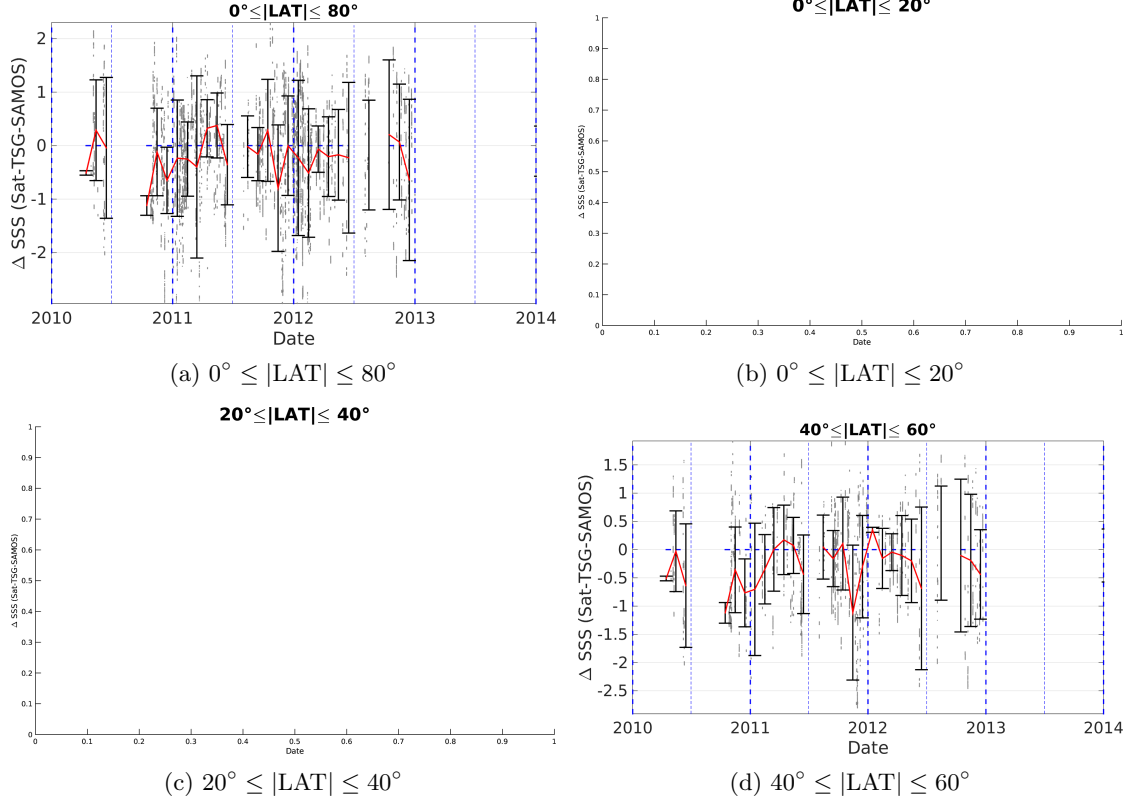 0°≤|LAT|≤ 80°
Δ SSS (Sat-TSG-SAMOS)
2
1
0
-1
-2
2010 2011 2012 2013 2014
Date
(a) 0° ≤ |LAT| ≤ 80°
0°≤|LAT|≤ 20°
Δ SSS (Sat-TSG-SAMOS)
1
0.9
0.8
0.7
0.6
0.5
0.4
0.3
0.2
0.1
0
0 0.1 0.2 0.3 0.4 0.5 0.6 0.7 0.8 0.9 1
Date
(b) 0° ≤ |LAT| ≤ 20°
20°≤|LAT|≤ 40°
Δ SSS (Sat-TSG-SAMOS)
1
0.9
0.8
0.7
0.6
0.5
0.4
0.3
0.2
0.1
0
0 0.1 0.2 0.3 0.4 0.5 0.6 0.7 0.8 0.9 1
Date
(c) 20° ≤ |LAT| ≤ 40°
40°≤|LAT|≤ 60°
Δ SSS (Sat-TSG-SAMOS)
1.5
1
0.5
0
-0.5
-1
-1.5
-2
-2.5
2010 2011 2012 2013 2014
Date
(d) 40° ≤ |LAT| ≤ 60°